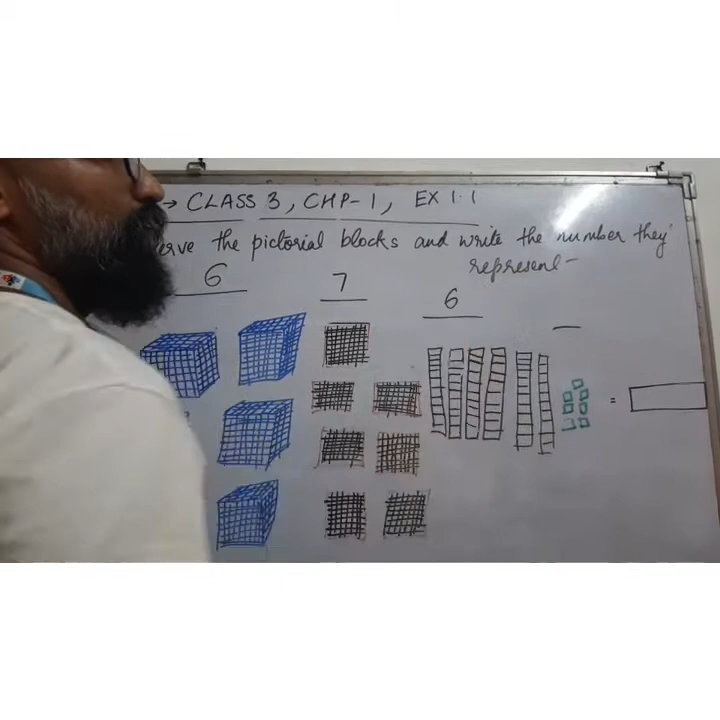 → CLASS 3, CHP-1, EX 1.1
erve the pictorial blocks and write the number they
represent-
6 7 6
=